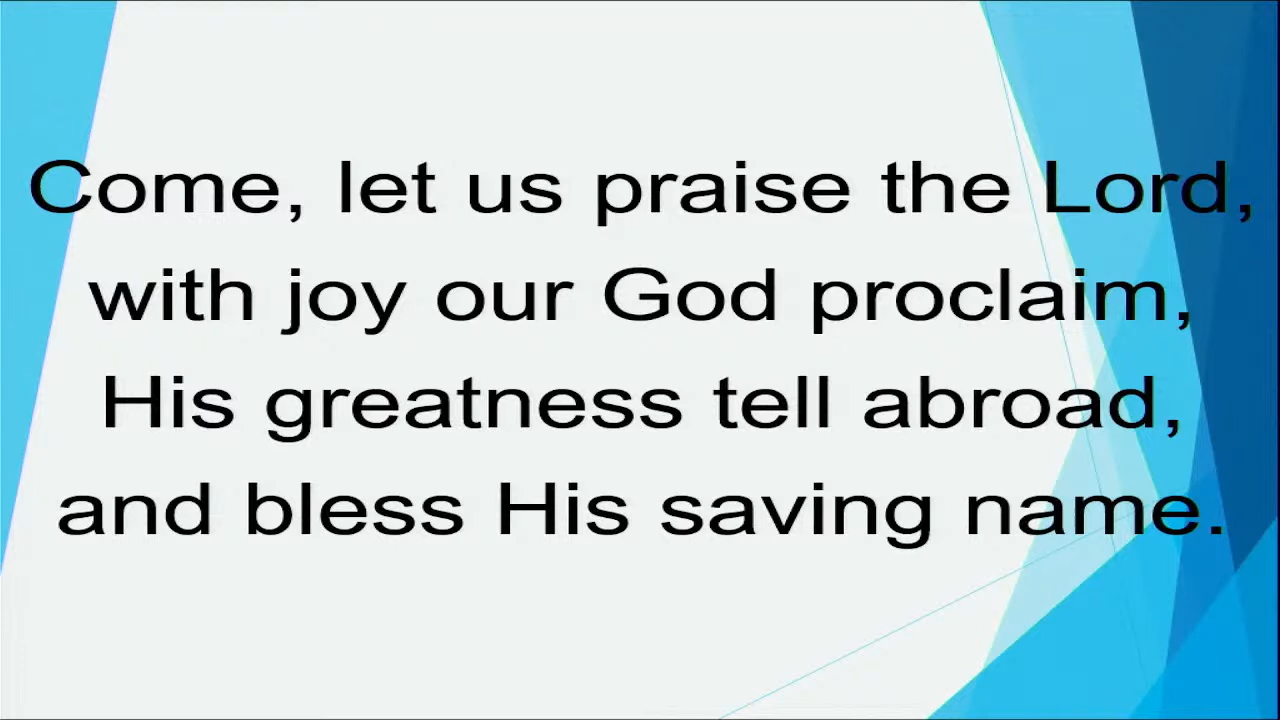 Come, let us praise the Lord,
with joy our God proclaim,
His greatness tell abroad,
and bless His saving name.